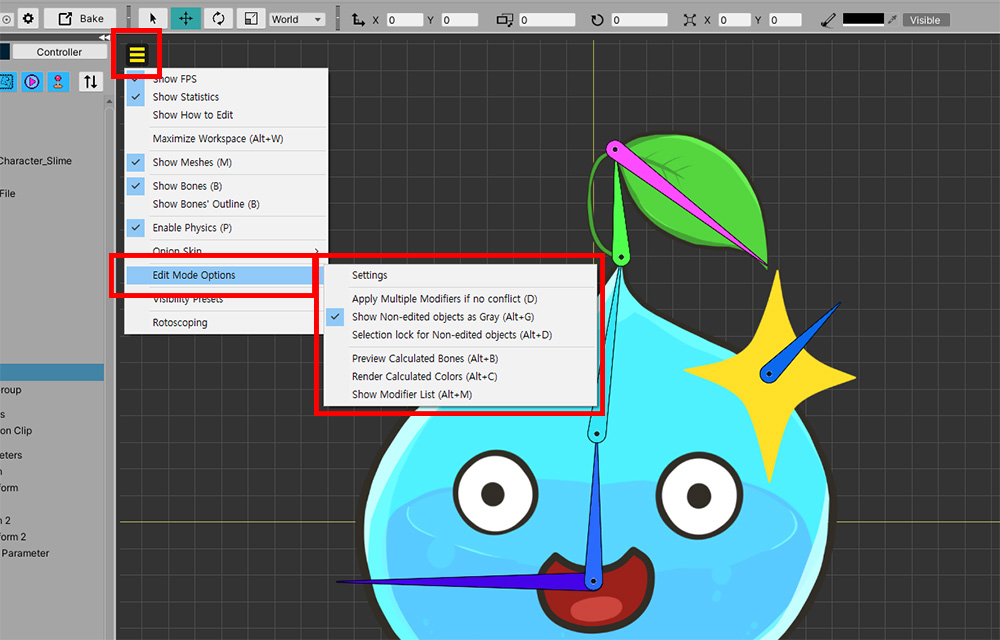 Bake
World
X 0
Y 0
0
0
X 0
Y 0
Visible
Controller
Show FPS
Show Statistics
Show How to Edit
Maximize Workspace (Alt+W)
Show Meshes (M)
Show Bones (B)
Show Bones' Outline (B)
Enable Physics (P)
Onion Skin
Edit Mode Options
Visibility Presets
Rotoscoping
Settings
Apply Multiple Modifiers if no conflict (D)
Show Non-edited objects as Gray (Alt+G)
Selection lock for Non-edited objects (Alt+D)
Preview Calculated Bones (Alt+B)
Render Calculated Colors (Alt+C)
Show Modifier List (Alt+M)
Character_Slime
File
roup
s
on Clip
eters
n
form
n 2
form 2
Parameter